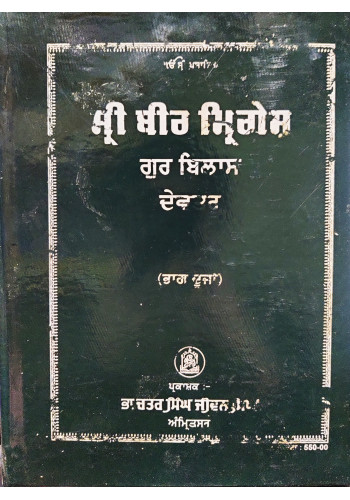 ਸ੍ਰੀ ਬੀਰ ਮ੍ਰਿਗੇਸ਼
ਗੁਰ ਬਿਲਾਸ
(ਭਾਗ ਦੂਜਾ)
ਪ੍ਰਕਾਸ਼ਕ :-
ਭਾ. ਚਤਰ ਸਿੰਘ ਜੀਵਨ ਸਿੰਘ
ਅੰਮ੍ਰਿਤਸਰ
: 550-00